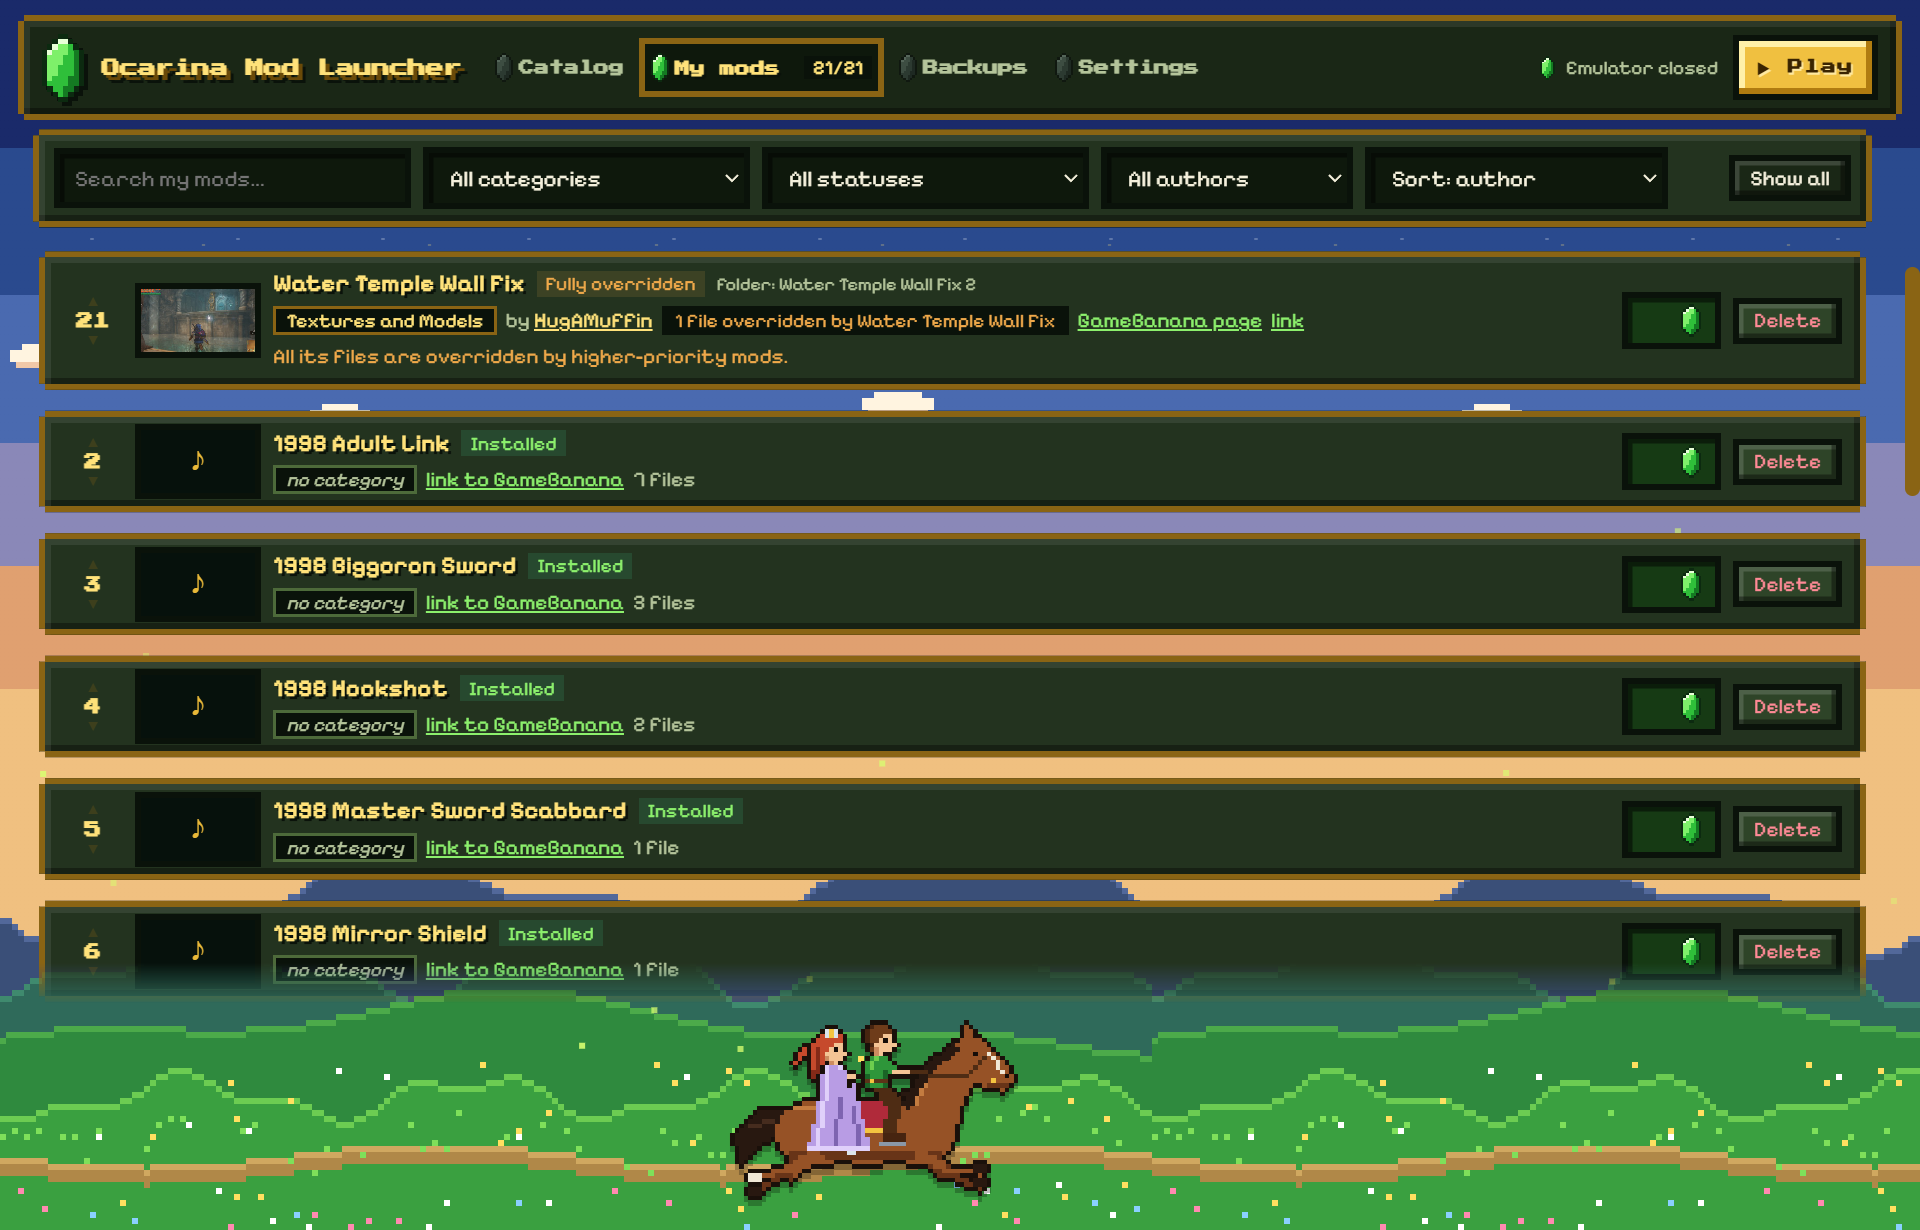 Ocarina Mod Launcher Catalog My mods 21/21 Backups Settings Emulator closed ▶ Play
Search my mods... All categories All statuses All authors Sort: author Show all
Water Temple Wall Fix Fully overridden folder: Water Temple Wall Fix 2
21 Textures and Models by HugAMuffin 1 file overridden by Water Temple Wall Fix GameBanana page link Delete
All its files are overridden by higher-priority mods.
1998 Adult Link Installed
2 ♪ Delete
no category link to GameBanana 7 files
1998 Biggoron Sword Installed
3 ♪ Delete
no category link to GameBanana 3 files
1998 Hookshot Installed
4 ♪ Delete
no category link to GameBanana 2 files
1998 Master Sword Scabbard Installed
5 ♪ Delete
no category link to GameBanana 1 file
1998 Mirror Shield Installed
6 ♪ Delete
no category link to GameBanana 1 file